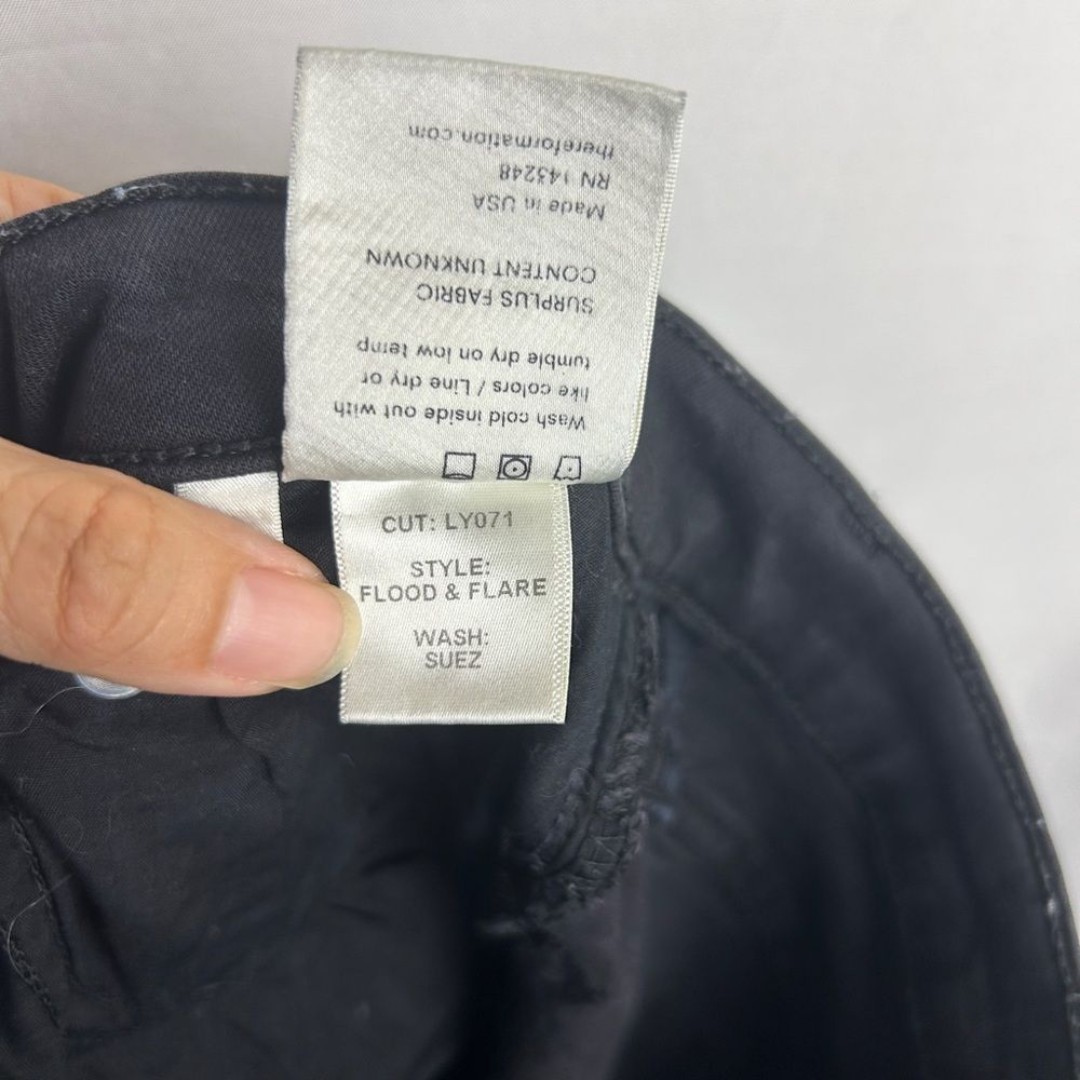 thereformation.com
RN 143248
Made in USA
CONTENT UNKNOWN
SURPLUS FABRIC
tumble dry on low temp
like colors / Line dry or
Wash cold inside out with
CUT: LY071
STYLE:
FLOOD & FLARE
WASH:
SUEZ